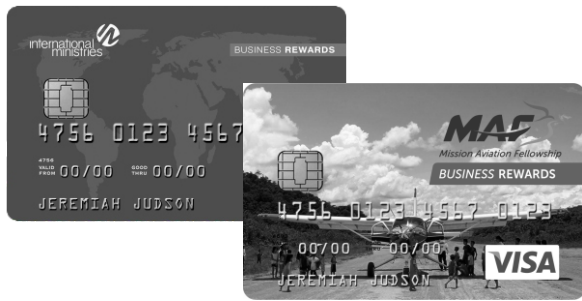 international
ministries
BUSINESS REWARDS
4756 0123 4567
4756
VALID
FROM 00/00 GOOD
THRU 00/00
JEREMIAH JUDSON
MAF
Mission Aviation Fellowship
BUSINESS REWARDS
4756 0123 4567 0123
00/00 00/00
JEREMIAH JUDSON
VISA